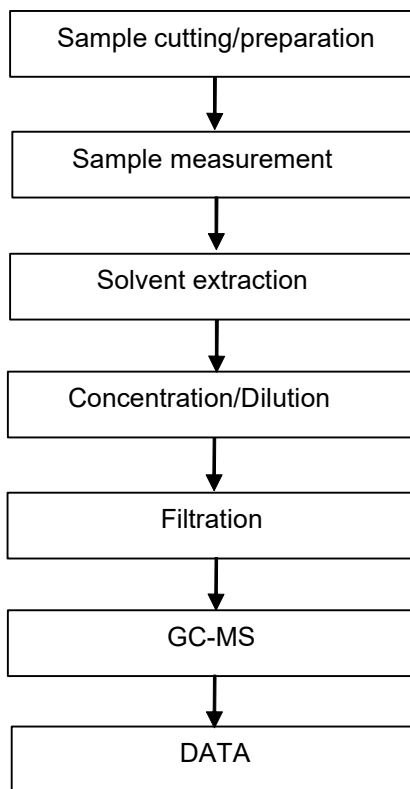 Sample cutting/preparation
Sample measurement
Solvent extraction
Concentration/Dilution
Filtration
GC-MS
DATA